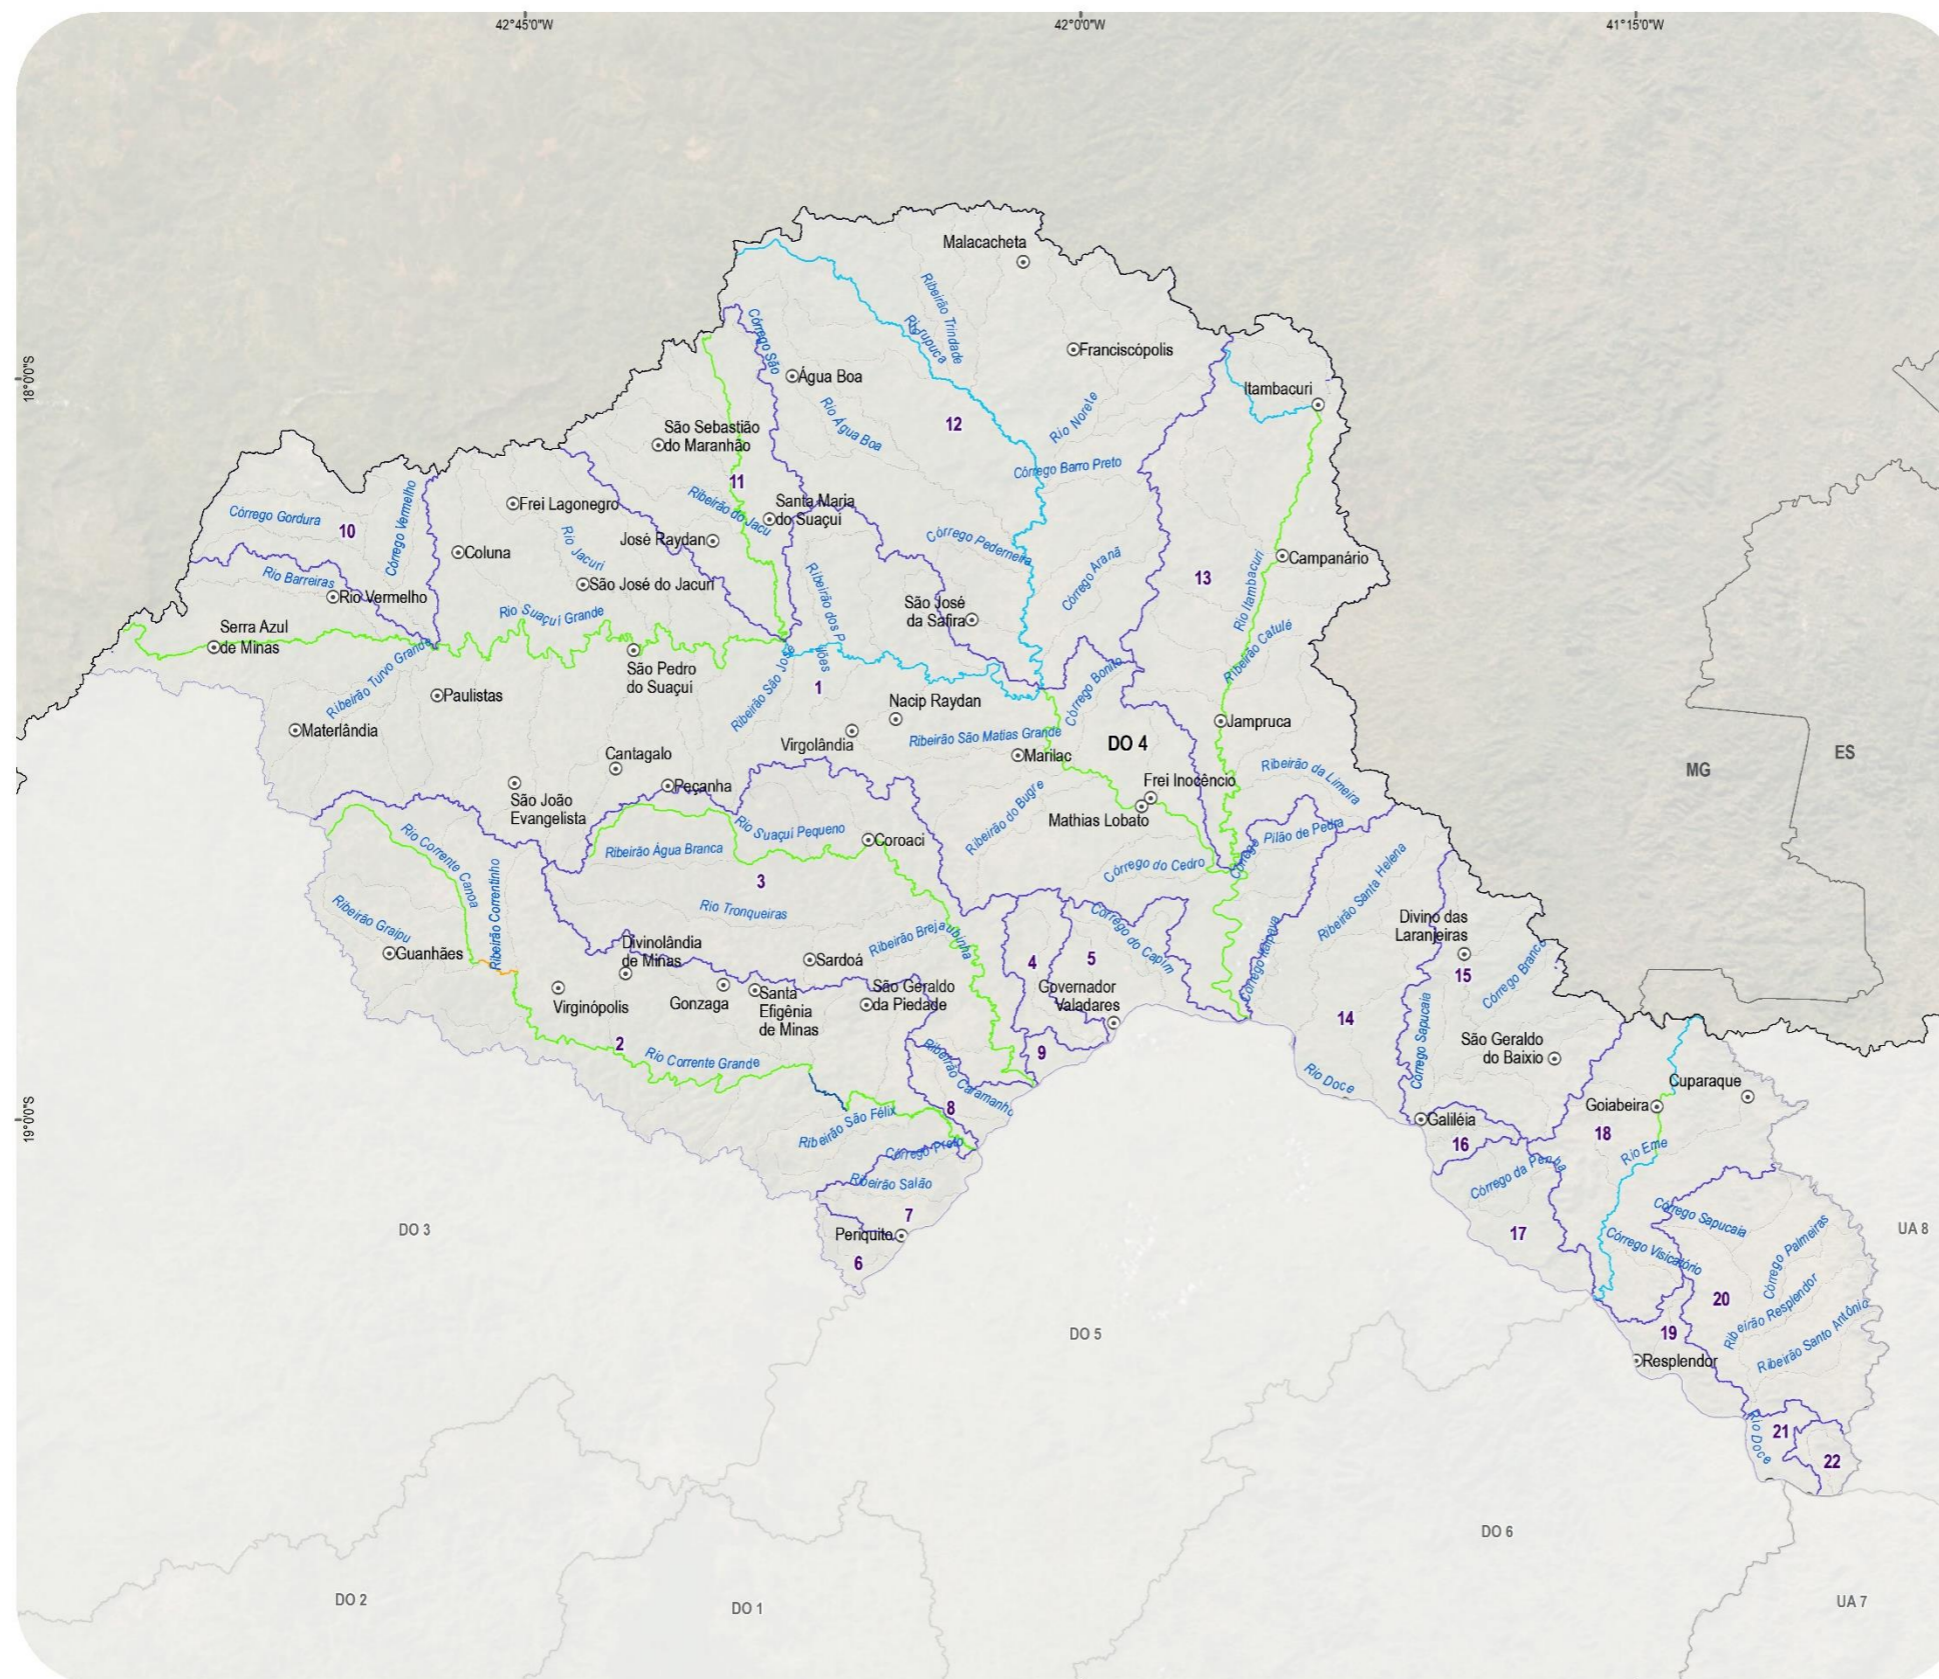 42°45'0"W
42°0'0"W
41°15'0"W
18°0'0"S
19°0'0"S
Malacacheta
Ribeirão Trindade
Rio Urupuca
Córrego São
Franciscópolis
Água Boa
Itambacuri
Rio Água Boa
12
Rio Norete
São Sebastião
do Maranhão
Córrego Barro Preto
11
Frei Lagonegro
Ribeirão do Jacu
Santa Maria
do Suaçuí
Córrego Gordura
10
Córrego Vermelho
José Raydan
Coluna
Rio Jacuri
São José do Jacuri
Córrego Pederneira
Córrego Aranã
Campanário
13
Rio Itambacuri
Rio Barreiras
Rio Vermelho
Rio Suaçuí Grande
São José
da Safira
Serra Azul
de Minas
Ribeirão Catulé
São Pedro
do Suaçuí
Ribeirão Turvo Grande
Ribeirão São José
1
Paulistas
Córrego Bonito
Nacip Raydan
Materlândia
Virgolândia
Ribeirão São Matias Grande
Jampruca
DO 4
Marilac
ES
MG
Cantagalo
Peçanha
São João
Evangelista
Frei Inocêncio
Ribeirão da Limeira
Mathias Lobato
Ribeirão do Bugre
Rio Suaçuí Pequeno
Coroaci
Córrego Pilão de Pedra
Rio Corrente Canoa
Ribeirão Correntinho
Ribeirão Água Branca
3
Córrego do Cedro
Ribeirão Santa Helena
Rio Tronqueiras
Ribeirão Graipu
Guanhães
Ribeirão Brejaubinha
Divinolândia
de Minas
Sardoá
4
5
Córrego do Capim
Córrego Itaipava
Divino das
Laranjeiras
15
Córrego Branco
Virginópolis
Gonzaga
Santa
Efigênia
de Minas
São Geraldo
da Piedade
Governador
Valadares
14
Córrego Sapucaia
São Geraldo
do Baixio
2
Rio Corrente Grande
9
Rio Doce
Ribeirão Caramanho
8
Cuparaque
Goiabeira
Galiléia
16
18
Rio Eme
Ribeirão São Félix
Córrego Preto
Ribeirão Salão
Córrego da Penha
7
Periquito
6
17
Córrego Sapucaia
Córrego Visicatório
Córrego Palmeiras
20
Ribeirão Resplendor
Ribeirão Santo Antônio
19
Resplendor
DO 3
UA 8
DO 5
Rio Doce
21
22
DO 6
DO 2
DO 1
UA 7